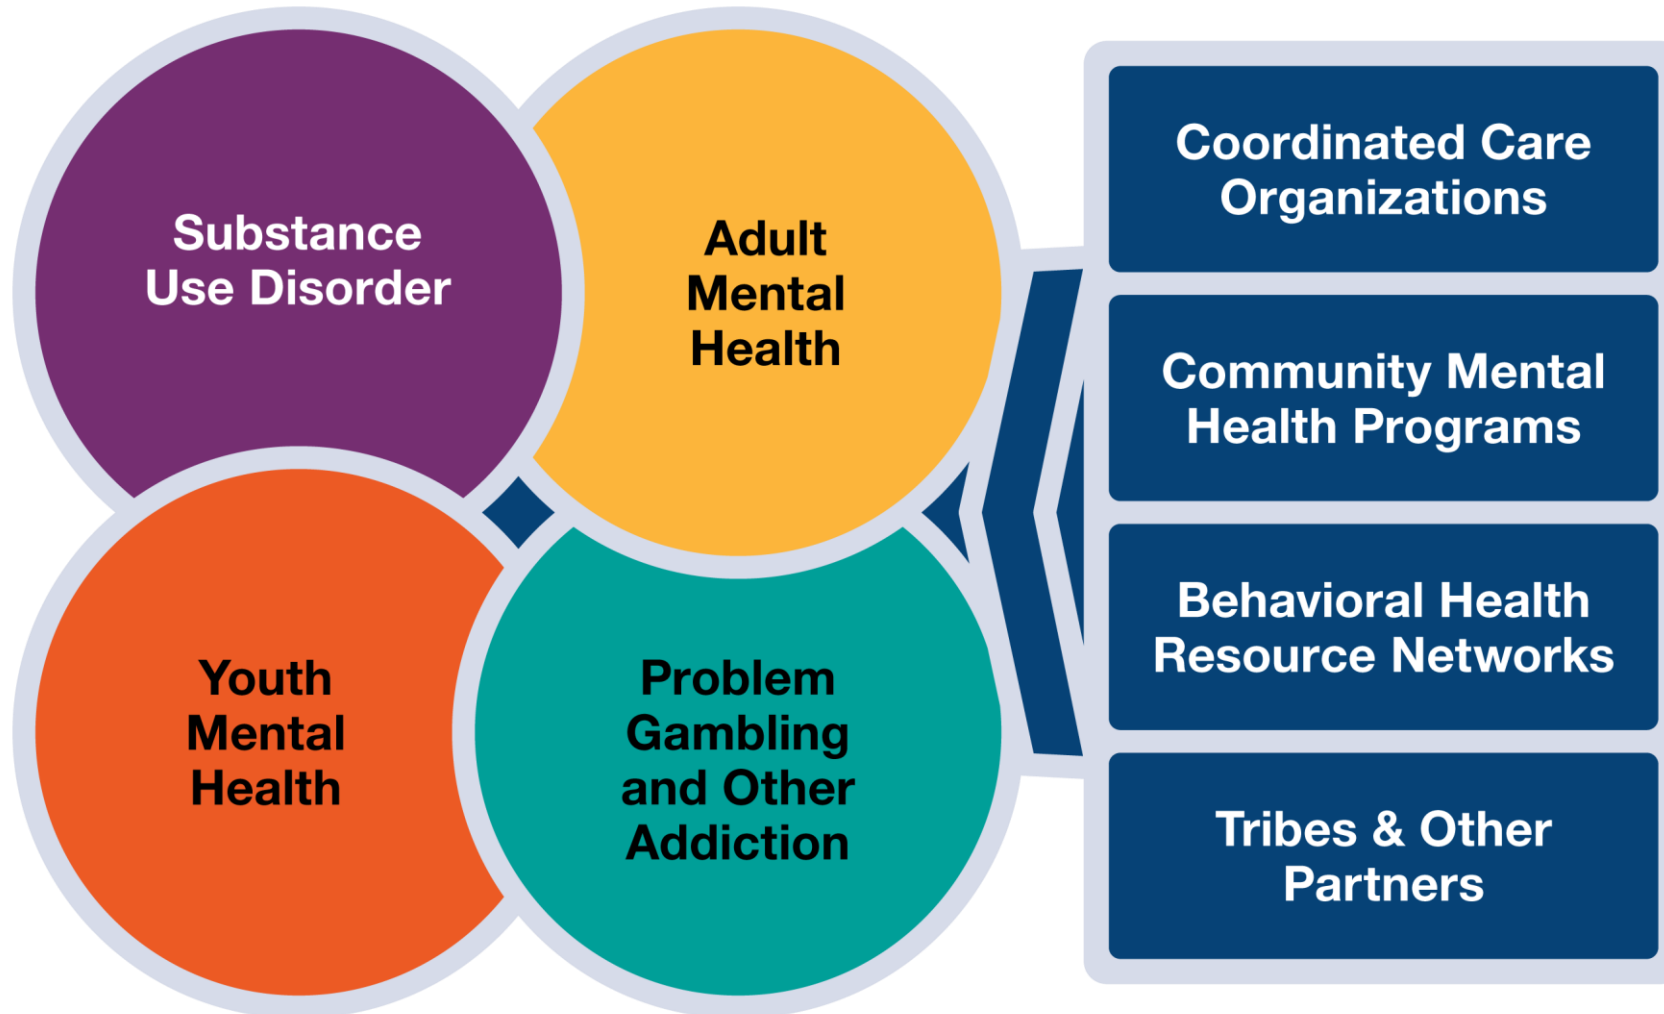 Substance
Use Disorder
Adult
Mental
Health
Youth
Mental
Health
Problem
Gambling
and Other
Addiction
Coordinated Care
Organizations
Community Mental
Health Programs
Behavioral Health
Resource Networks
Tribes & Other
Partners